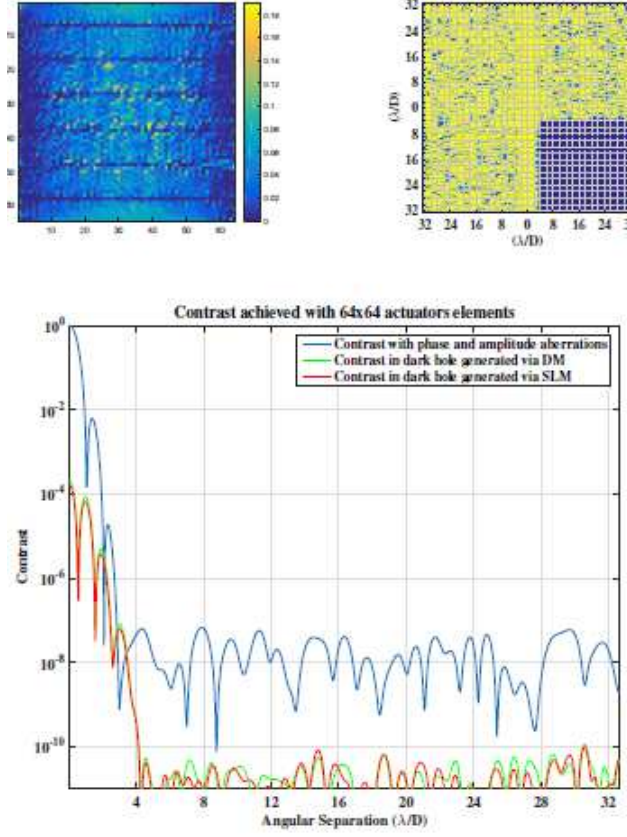 0.18
0.16
0.14
0.12
0.1
0.08
0.06
0.04
0.02
0
10 20 30 40 50 60
32
24
16
8
0
8
16
24
32
(λ/D)
32 24 16 8 0 8 16 24
(λ/D)
Contrast achieved with 64x64 actuators elements
Contrast with phase and amplitude aberrations
Contrast in dark hole generated via DM
Contrast in dark hole generated via SLM
10^0
10^-2
10^-4
10^-6
10^-8
10^-10
Contrast
4 8 12 16 20 24 28 32
Angular Separation (λ/D)